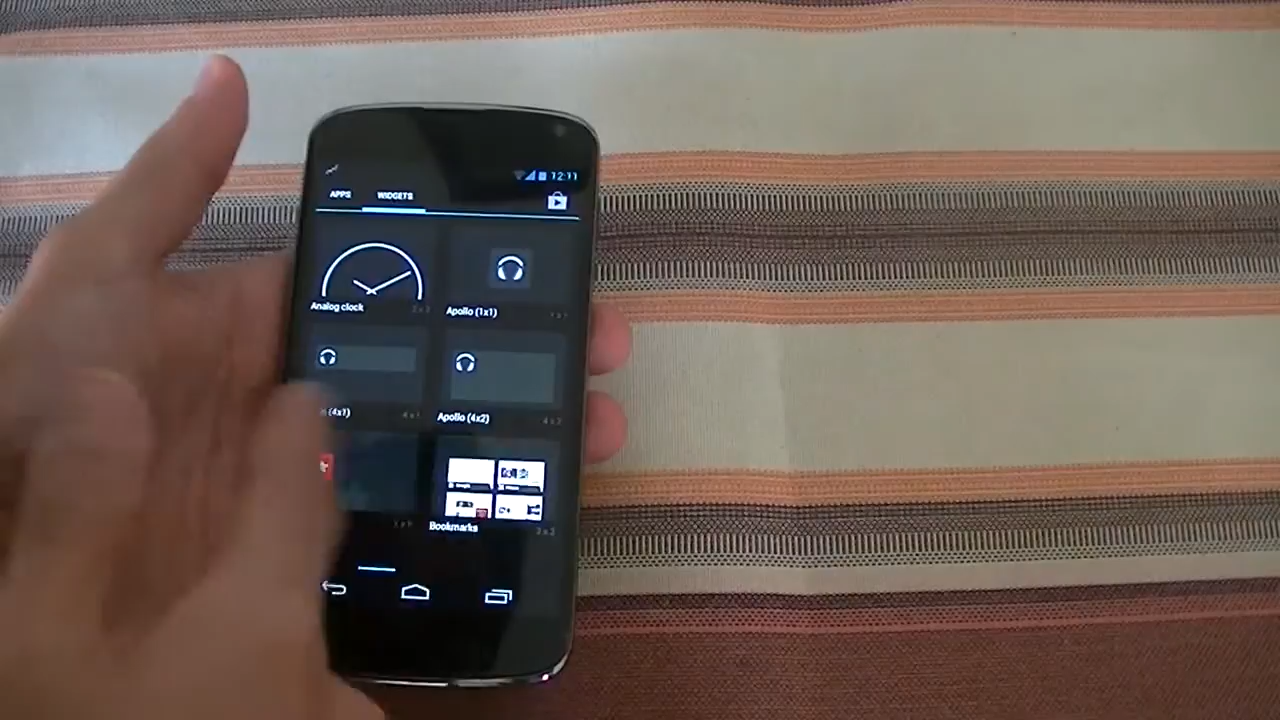 12:11
APPS WIDGETS
Analog clock
Apollo (1x1)
(4x1)
Apollo (4x2)
Bookmarks